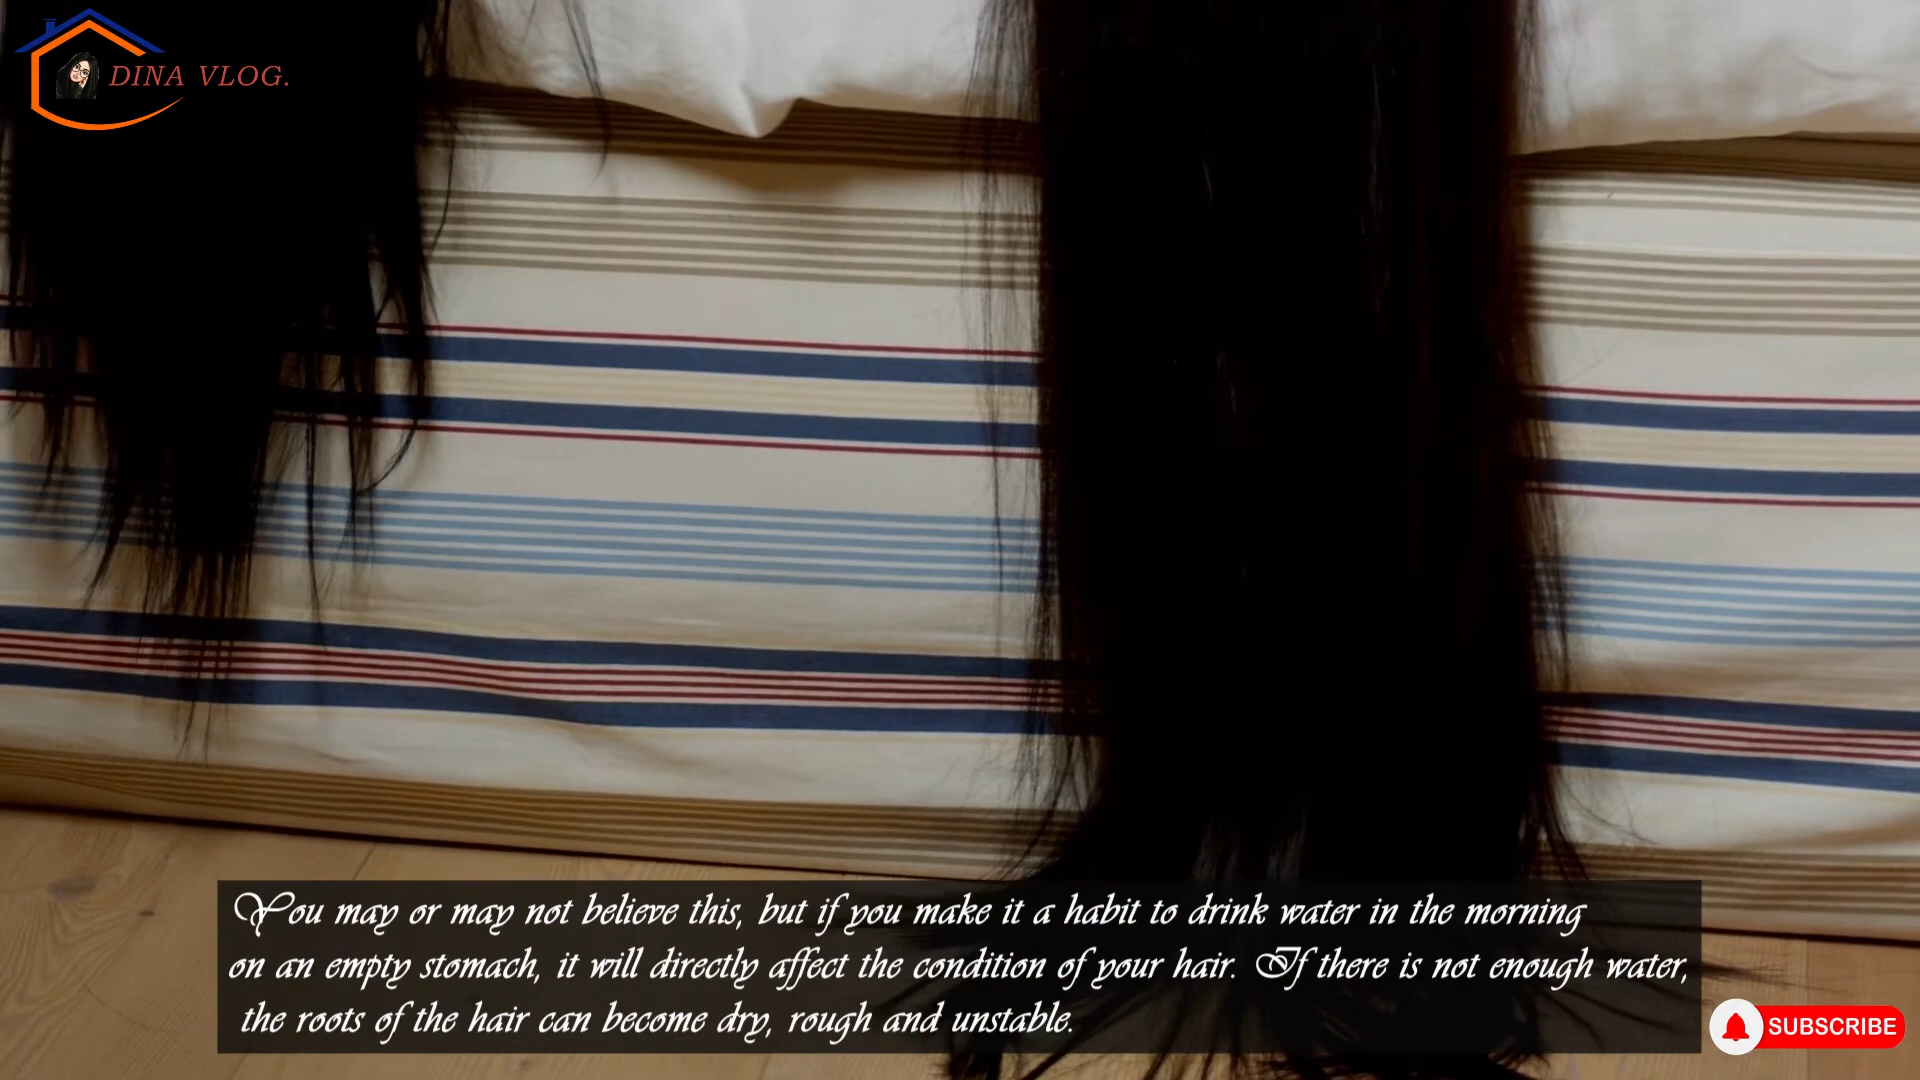 DINA VLOG.
You may or may not believe this, but if you make it a habit to drink water in the morning
on an empty stomach, it will directly affect the condition of your hair. If there is not enough water,
the roots of the hair can become dry, rough and unstable.
SUBSCRIBE